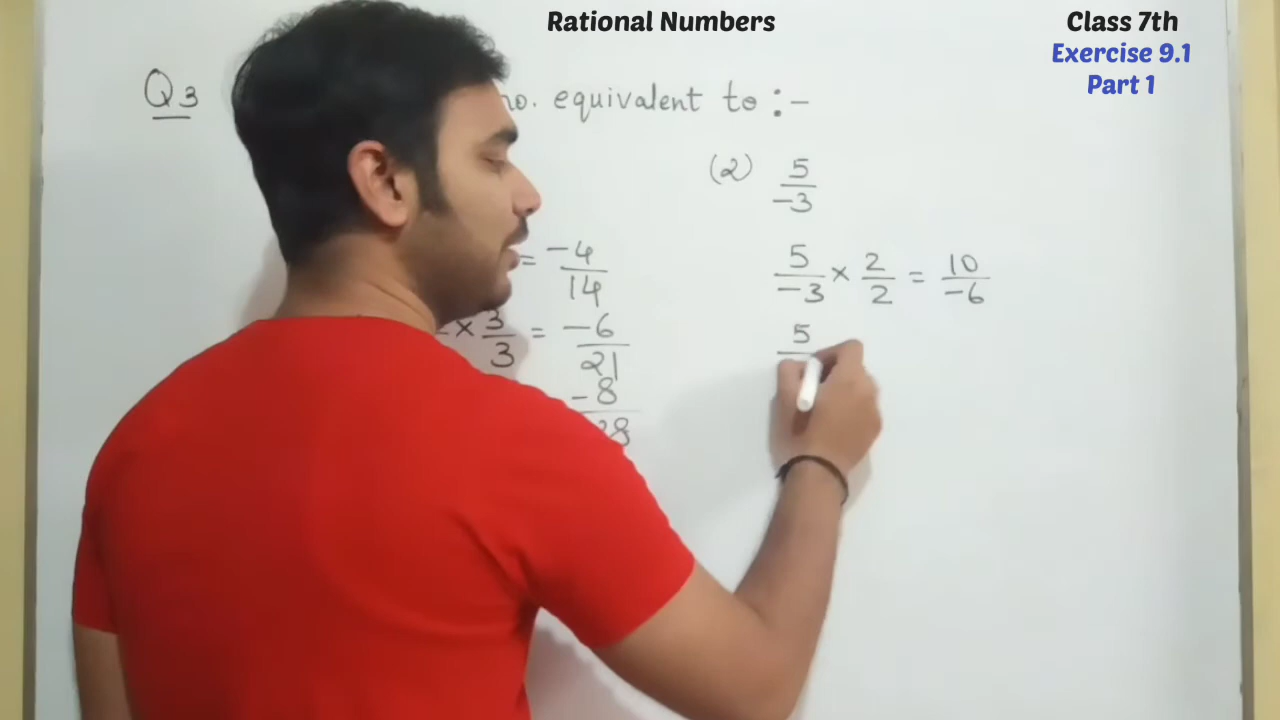 Rational Numbers
Class 7th
Exercise 9.1
Part 1
Q3 no. equivalent to :-
(2) 5/-3
= -4/14
× 3/3 = -6/21
-8/28
5/-3 × 2/2 = 10/-6
5